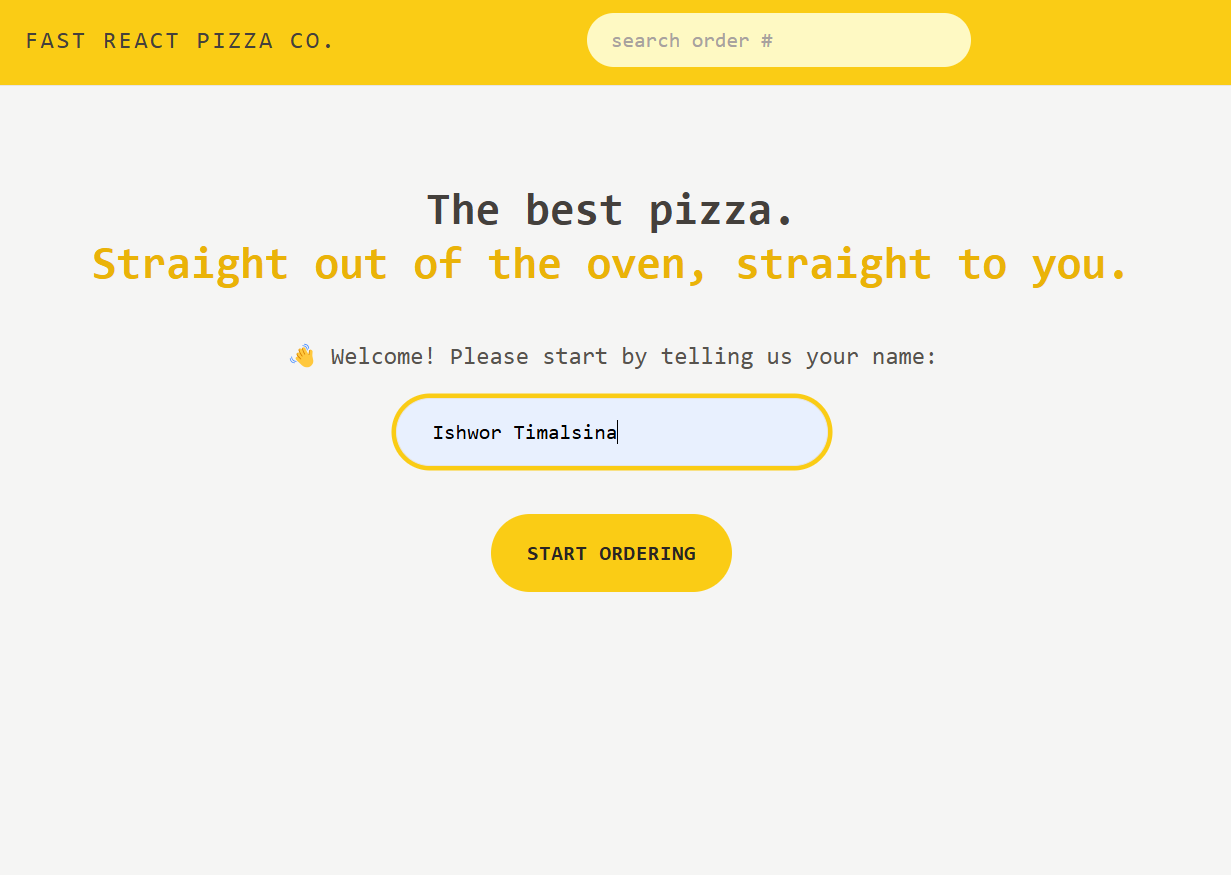 FAST REACT PIZZA CO.
search order #
The best pizza.
Straight out of the oven, straight to you.
👋 Welcome! Please start by telling us your name:
Ishwor Timalsina
START ORDERING